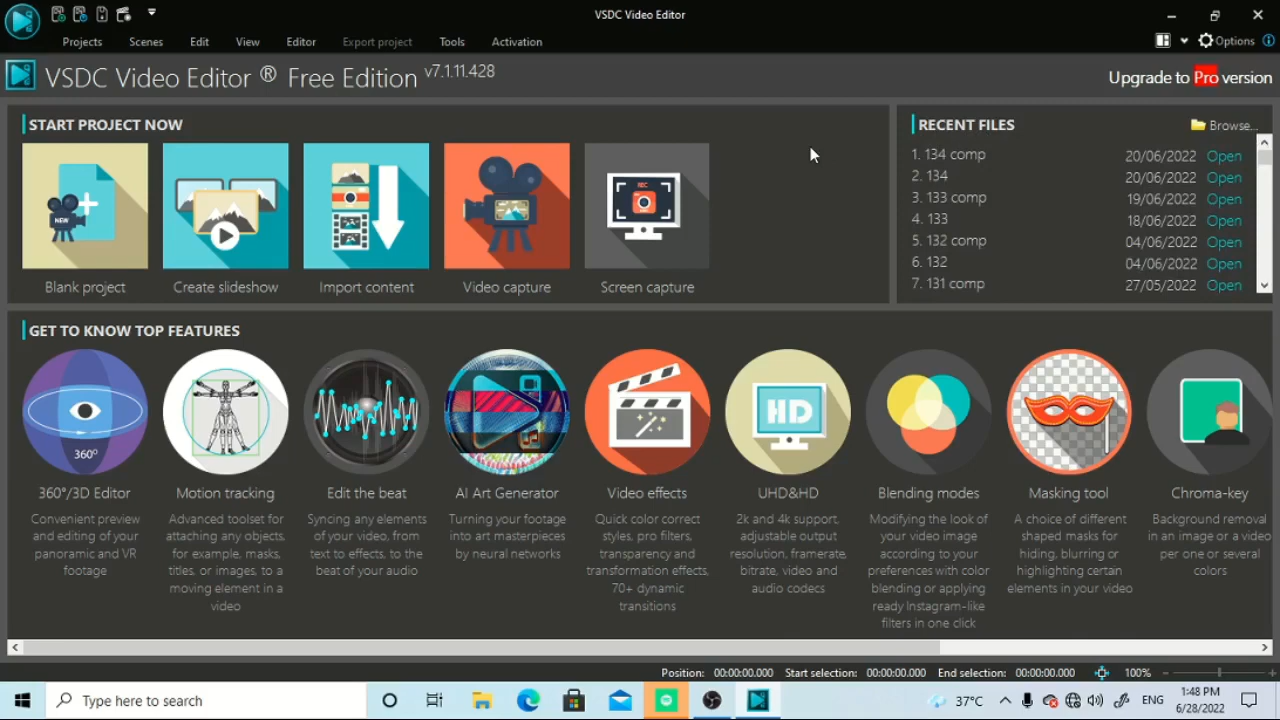 VSDC Video Editor
Projects Scenes Edit View Editor Export project Tools Activation Options
VSDC Video Editor ® Free Edition v7.1.11.428
Upgrade to Pro version
START PROJECT NOW
NEW
REC
Blank project
Create slideshow
Import content
Video capture
Screen capture
RECENT FILES
Browse...
1. 134 comp 20/06/2022 Open
2. 134 20/06/2022 Open
3. 133 comp 19/06/2022 Open
4. 133 18/06/2022 Open
5. 132 comp 04/06/2022 Open
6. 132 04/06/2022 Open
7. 131 comp 27/05/2022 Open
GET TO KNOW TOP FEATURES
360°
360°/3D Editor
Convenient preview
and editing of your
panoramic and VR
footage
Motion tracking
Advanced toolset for
attaching any objects,
for example, masks,
titles, or images, to a
moving element in a
video
Edit the beat
Syncing any elements
of your video, from
text to effects, to the
beat of your audio
AI Art Generator
Turning your footage
into art masterpieces
by neural networks
Video effects
Quick color correct
styles, pro filters,
transparency and
transformation effects,
70+ dynamic
transitions
HD
UHD&HD
2k and 4k support,
adjustable output
resolution, framerate,
bitrate, video and
audio codecs
Blending modes
Modifying the look of
your video image
according to your
preferences with color
blending or applying
ready Instagram-like
filters in one click
Masking tool
A choice of different
shaped masks for
hiding, blurring or
highlighting certain
elements in your video
Chroma-key
Background removal
in an image or a video
per one or several
colors
Position: 00:00:00.000 Start selection: 00:00:00.000 End selection: 00:00:00.000 100%
Type here to search
37°C
ENG
1:48 PM
6/28/2022